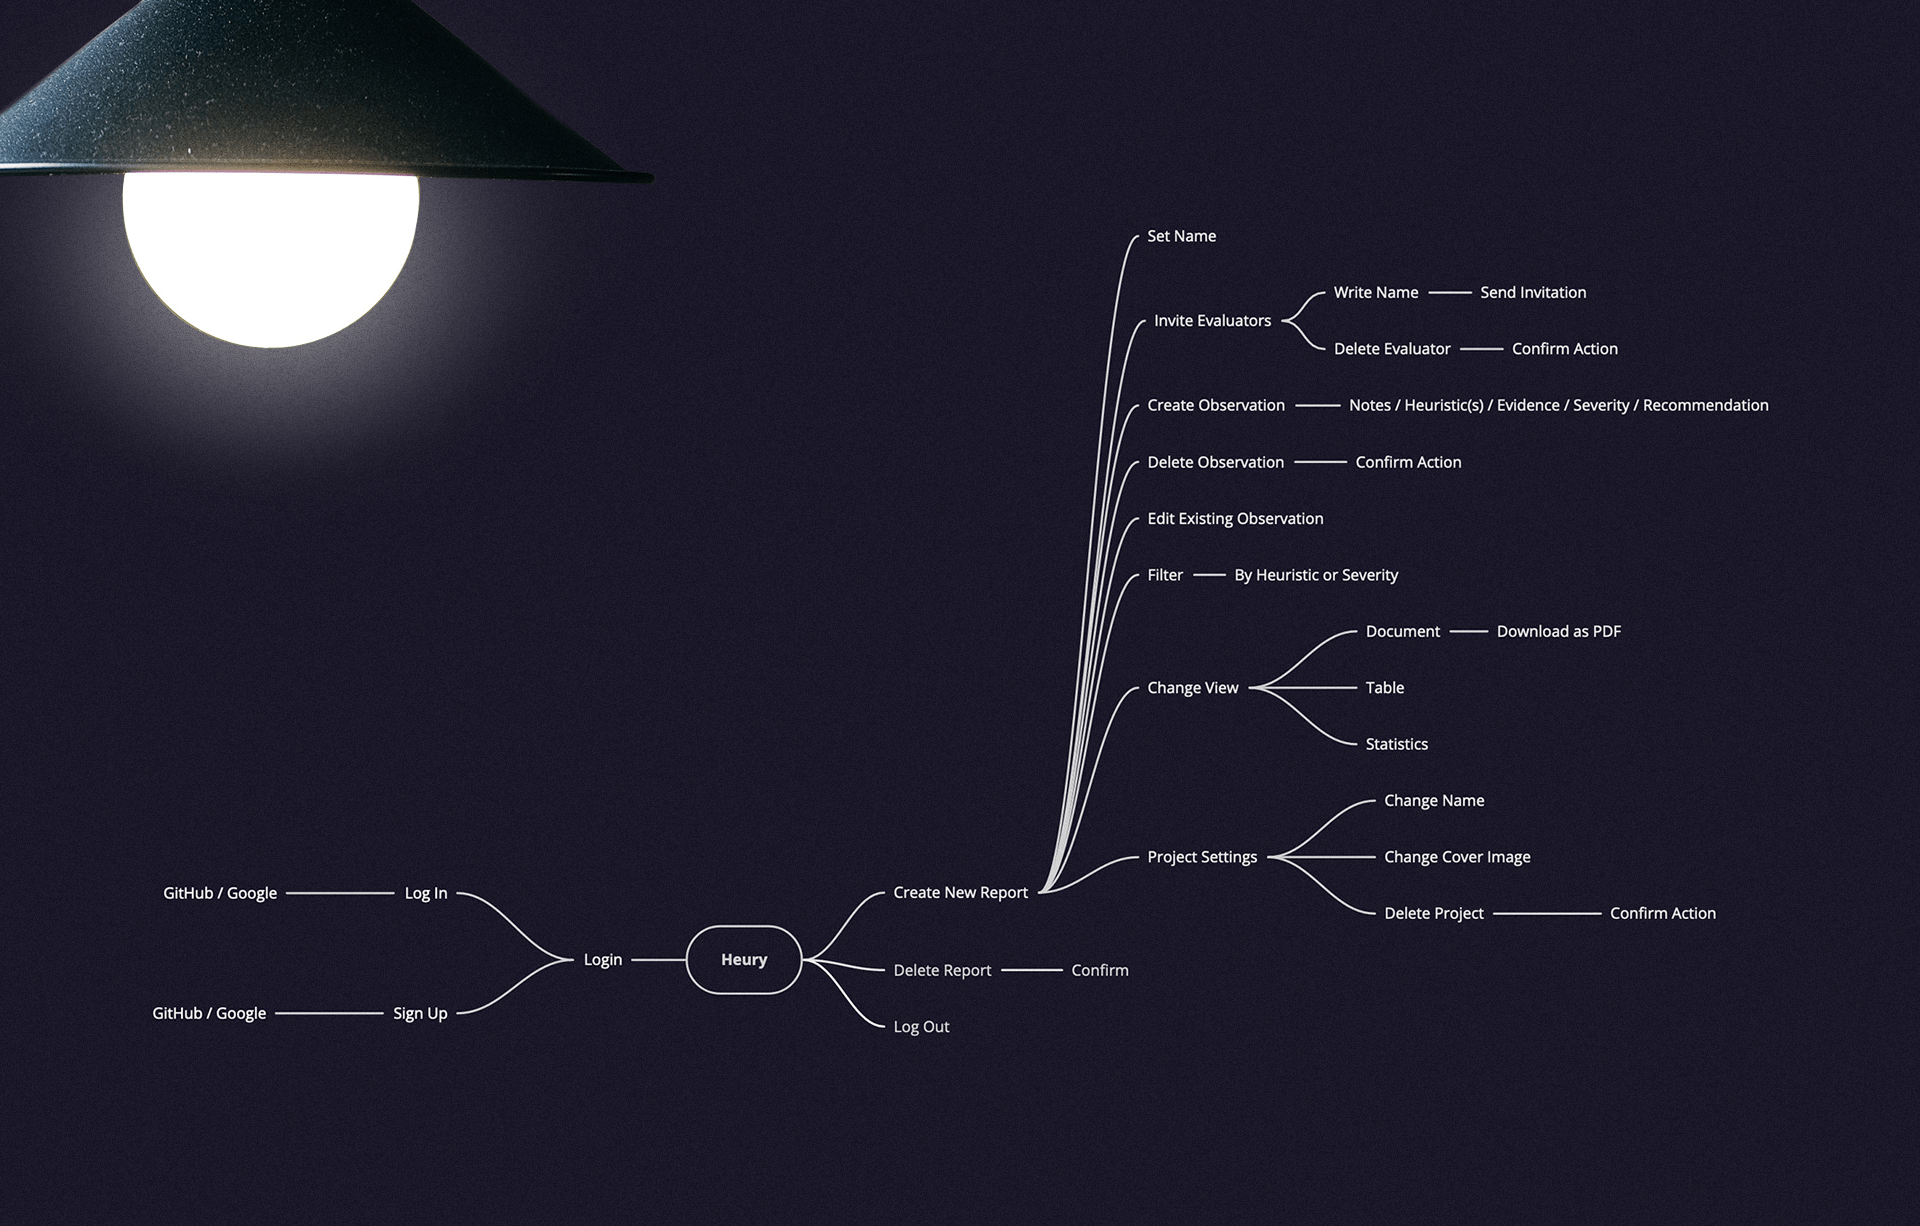 Set Name
Write Name
Send Invitation
Invite Evaluators
Delete Evaluator
Confirm Action
Create Observation
Notes / Heuristic(s) / Evidence / Severity / Recommendation
Delete Observation
Confirm Action
Edit Existing Observation
Filter
By Heuristic or Severity
Document
Download as PDF
Change View
Table
Statistics
Change Name
Project Settings
Change Cover Image
Delete Project
Confirm Action
GitHub / Google
Log In
Create New Report
Login
Heury
Delete Report
Confirm
GitHub / Google
Sign Up
Log Out